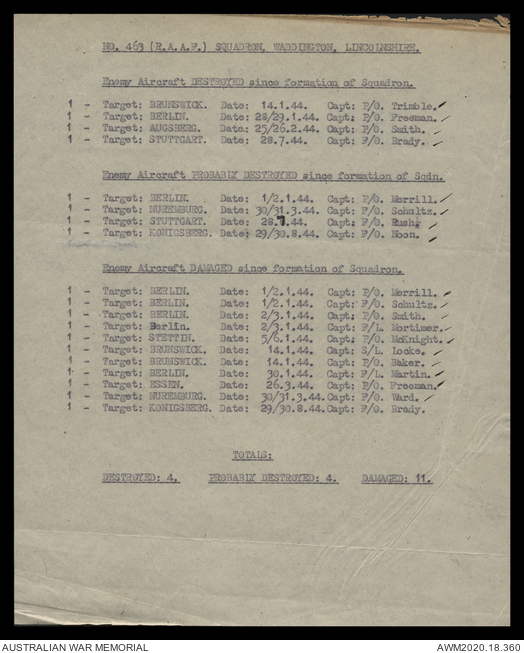 NO. 463 (R.A.A.F.) SQUADRON, WADDINGTON, LINCOLNSHIRE.
Enemy Aircraft DESTROYED since formation of Squadron.
1 - Target: BRUNSWICK. Date: 14.1.44. Capt: P/O. Trimble.
1 - Target: BERLIN. Date: 28/29.1.44. Capt: P/O. Freeman.
1 - Target: AUGSBERG. Date: 25/26.2.44. Capt: P/O. Smith.
1 - Target: STUTTGART. Date: 28.7.44. Capt: F/O. Brady.
Enemy Aircraft PROBABLY DESTROYED since formation of Sqdn.
1 - Target: BERLIN. Date: 1/2.1.44. Capt: P/O. Merrill.
1 - Target: NUREMBURG. Date: 30/31.3.44. Capt: F/O. Schultz.
1 - Target: STUTTGART. Date: 28.7.44. Capt: F/O.
1 - Target: KONIGSBERG. Date: 29/30.8.44. Capt: F/O. Noon.
Enemy Aircraft DAMAGED since formation of Squadron.
1 - Target: BERLIN. Date: 1/2.1.44. Capt: P/O. Merrill.
1 - Target: BERLIN. Date: 1/2.1.44. Capt: F/O. Schultz.
1 - Target: BERLIN. Date: 2/3.1.44. Capt: P/O. Smith.
1 - Target: Berlin. Date: 2/3.1.44. Capt: F/L. Mortimer.
1 - Target: STETTIN. Date: 5/6.1.44. Capt: P/O. McKnight.
1 - Target: BRUNSWICK. Date: 14.1.44. Capt: S/L. Locke.
1 - Target: BRUNSWICK. Date: 14.1.44. Capt: P/O. Baker.
1 - Target: BERLIN. Date: 30.1.44. Capt: F/L. Martin.
1 - Target: ESSEN. Date: 26.3.44. Capt: P/O. Freeman.
1 - Target: NUREMBURG. Date: 30/31.3.44. Capt: F/O. Ward.
1 - Target: KONIGSBERG. Date: 29/30.8.44. Capt: F/O. Brady.
TOTALS:
DESTROYED: 4. PROBABLY DESTROYED: 4. DAMAGED: 11.
AUSTRALIAN WAR MEMORIAL AWM2020.18.360